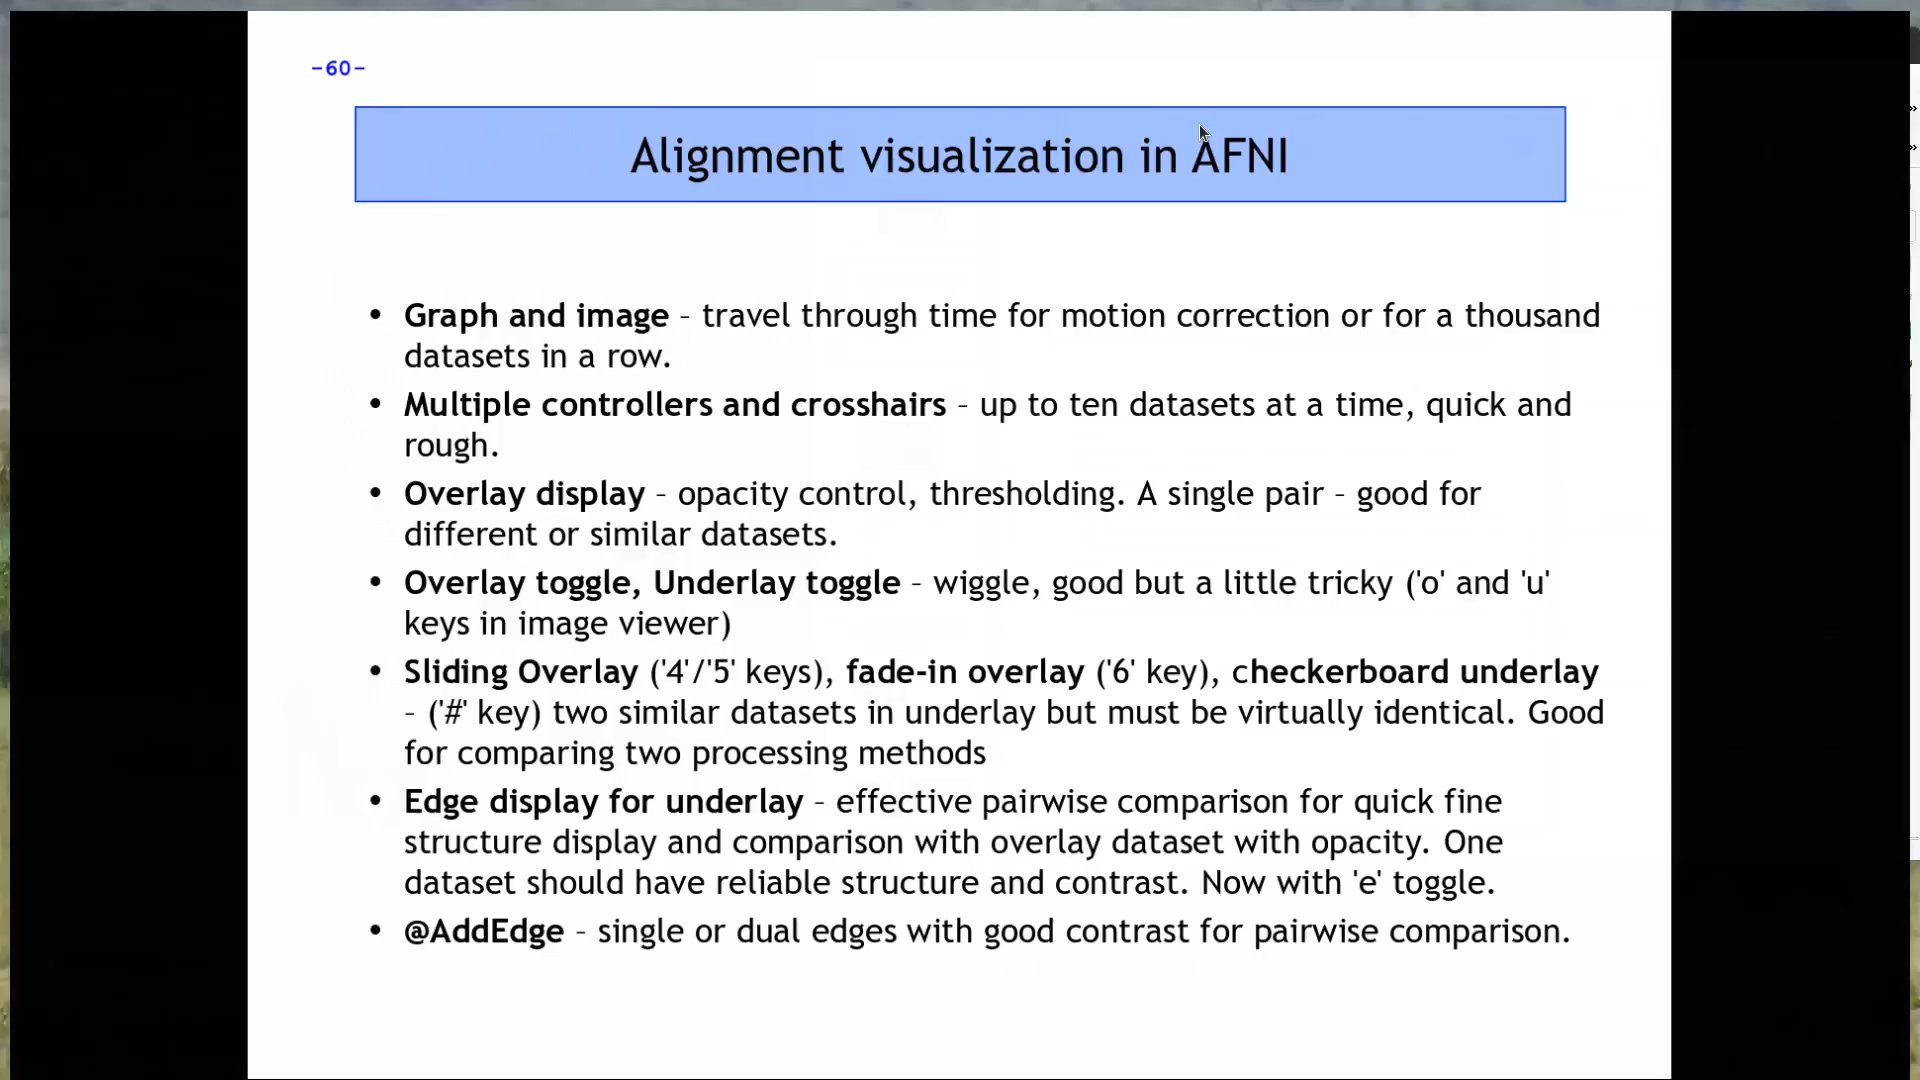 -60-
Alignment visualization in AFNI
• Graph and image – travel through time for motion correction or for a thousand
datasets in a row.
• Multiple controllers and crosshairs – up to ten datasets at a time, quick and
rough.
• Overlay display – opacity control, thresholding. A single pair – good for
different or similar datasets.
• Overlay toggle, Underlay toggle – wiggle, good but a little tricky ('o' and 'u'
keys in image viewer)
• Sliding Overlay ('4'/'5' keys), fade-in overlay ('6' key), checkerboard underlay
– ('#' key) two similar datasets in underlay but must be virtually identical. Good
for comparing two processing methods
• Edge display for underlay – effective pairwise comparison for quick fine
structure display and comparison with overlay dataset with opacity. One
dataset should have reliable structure and contrast. Now with 'e' toggle.
• @AddEdge – single or dual edges with good contrast for pairwise comparison.